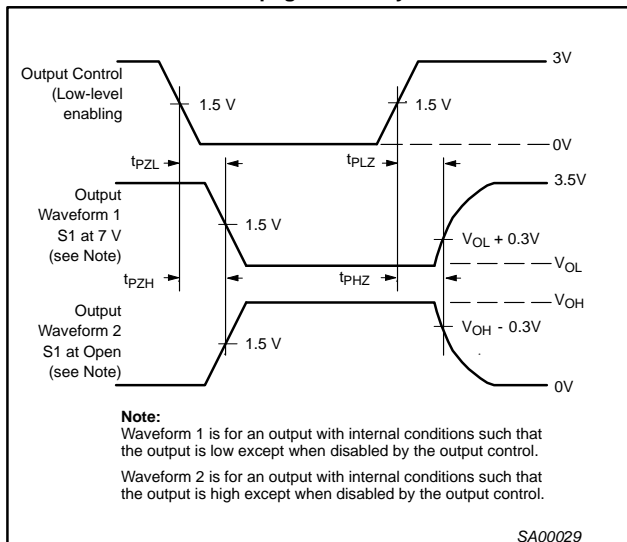 3V
Output Control
(Low-level
enabling
1.5 V
1.5 V
0V
tPZL
tPLZ
3.5V
Output
Waveform 1
S1 at 7 V
(see Note)
1.5 V
VOL + 0.3V
VOL
tPZH
tPHZ
VOH
Output
Waveform 2
S1 at Open
(see Note)
VOH - 0.3V
1.5 V
0V
Note:
Waveform 1 is for an output with internal conditions such that
the output is low except when disabled by the output control.
Waveform 2 is for an output with internal conditions such that
the output is high except when disabled by the output control.
SA00029